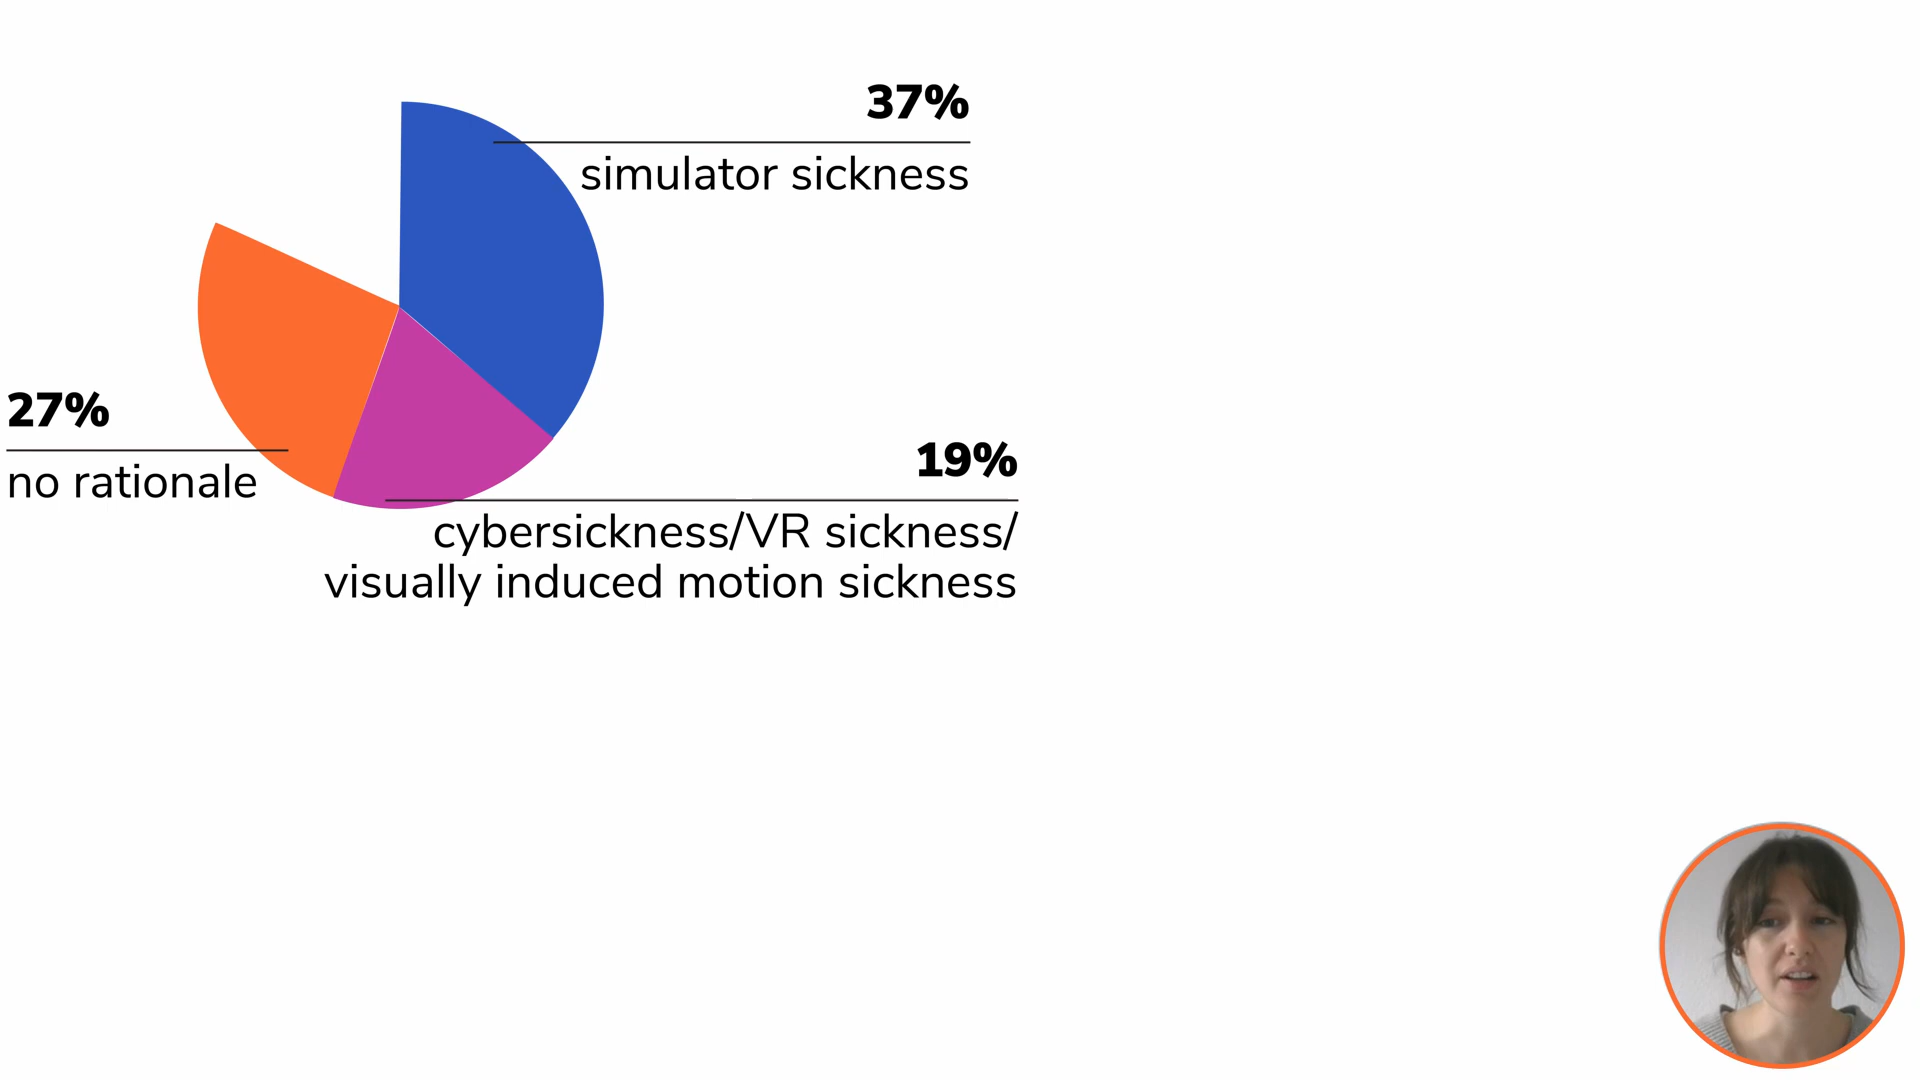 37%
simulator sickness
27%
no rationale
19%
cybersickness/VR sickness/
visually induced motion sickness